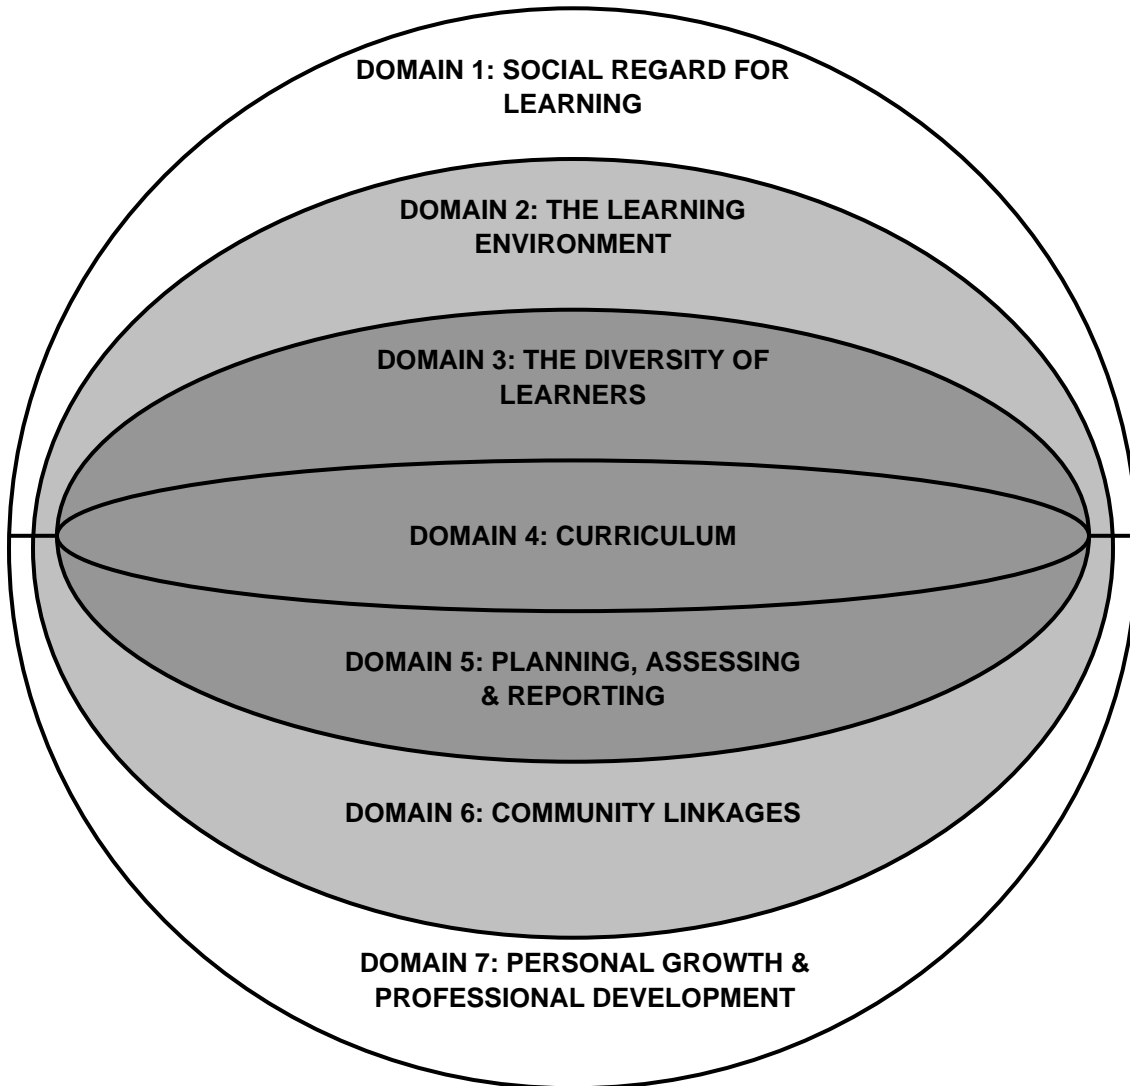 DOMAIN 1: SOCIAL REGARD FOR
LEARNING
DOMAIN 2: THE LEARNING
ENVIRONMENT
DOMAIN 3: THE DIVERSITY OF
LEARNERS
DOMAIN 4: CURRICULUM
DOMAIN 5: PLANNING, ASSESSING
& REPORTING
DOMAIN 6: COMMUNITY LINKAGES
DOMAIN 7: PERSONAL GROWTH &
PROFESSIONAL DEVELOPMENT